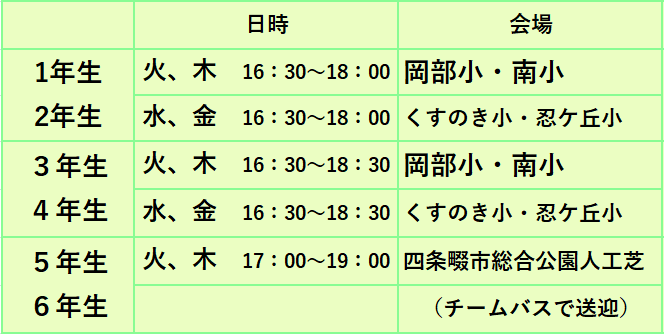 日時 会場
1年生 火、木 16：30～18：00 岡部小・南小
2年生 水、金 16：30～18：00 くすのき小・忍ケ丘小
３年生 火、木 16：30～18：30 岡部小・南小
４年生 水、金 16：30～18：30 くすのき小・忍ケ丘小
５年生 火、木 17：00～19：00 四条畷市総合公園人工芝
６年生 （チームバスで送迎）